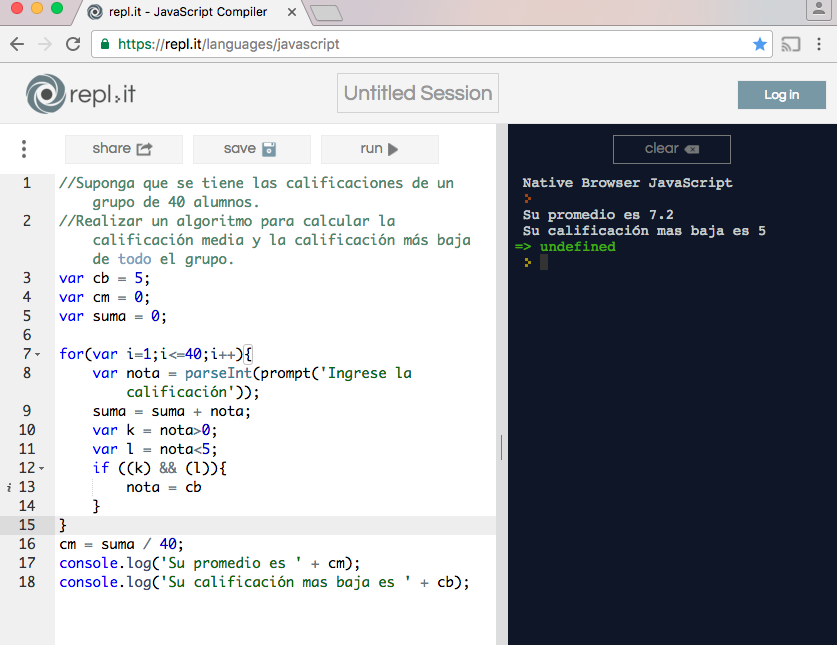 repl.it - JavaScript Compiler
https://repl.it/languages/javascript
repl.it
Untitled Session
Log in
share
save
run
clear
1 //Suponga que se tiene las calificaciones de un
grupo de 40 alumnos.
2 //Realizar un algoritmo para calcular la
calificación media y la calificación más baja
de todo el grupo.
3 var cb = 5;
4 var cm = 0;
5 var suma = 0;
6
7 for(var i=1;i<=40;i++){
8 var nota = parseInt(prompt('Ingrese la
calificación'));
9 suma = suma + nota;
10 var k = nota>0;
11 var l = nota<5;
12 if ((k) && (l)){
i 13 nota = cb
14 }
15 }
16 cm = suma / 40;
17 console.log('Su promedio es ' + cm);
18 console.log('Su calificación mas baja es ' + cb);
Native Browser JavaScript
Su promedio es 7.2
Su calificación mas baja es 5
=> undefined